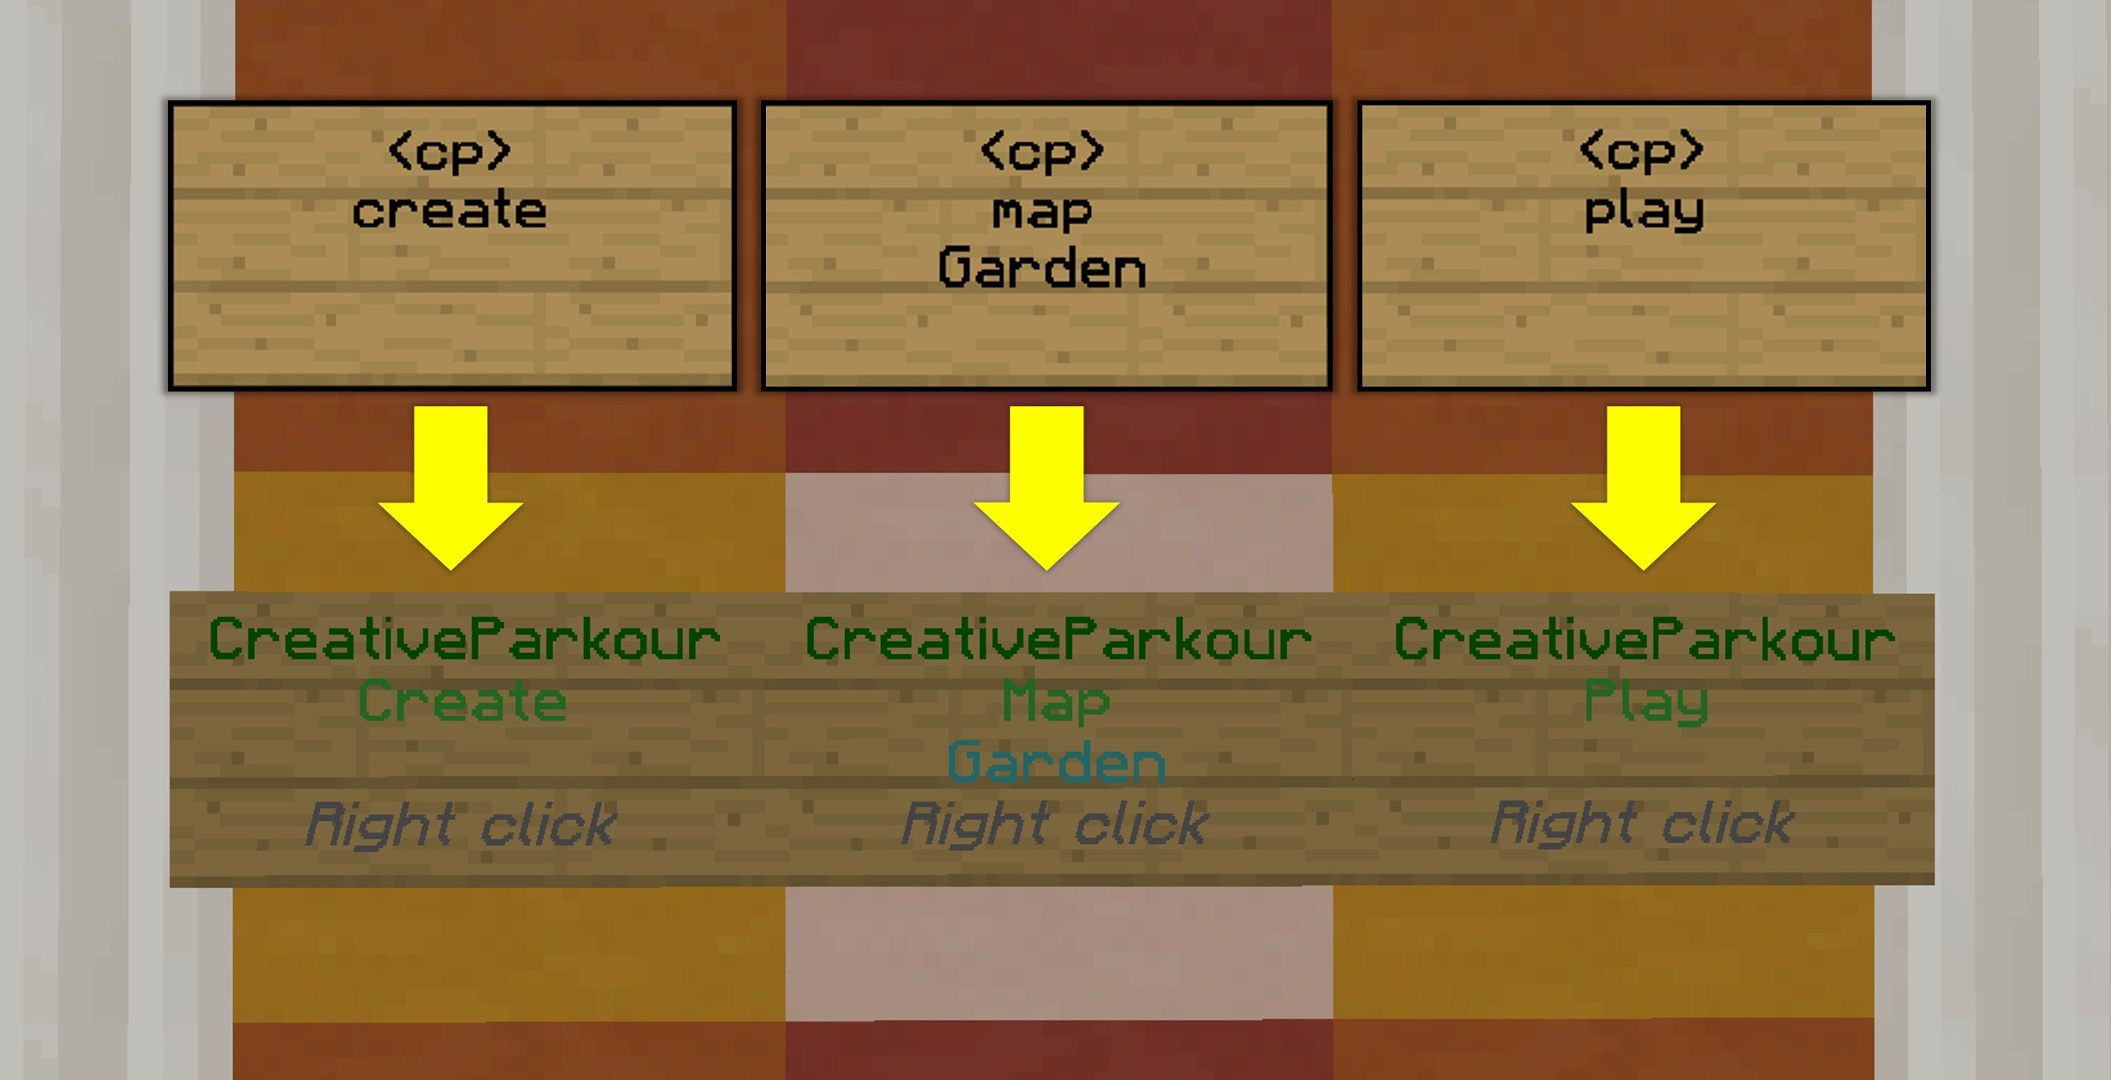 <cp>
create
<cp>
map
Garden
<cp>
play
CreativeParkour
Create
Right click
CreativeParkour
Map
Garden
Right click
CreativeParkour
Play
Right click